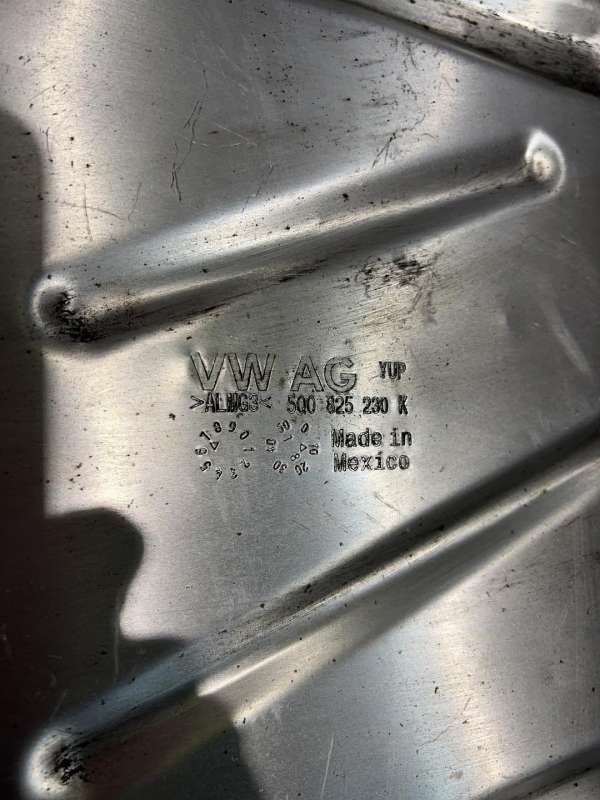 VW AG YUP
>ALMG3< 5Q0 825 230 K
Made in
Mexico